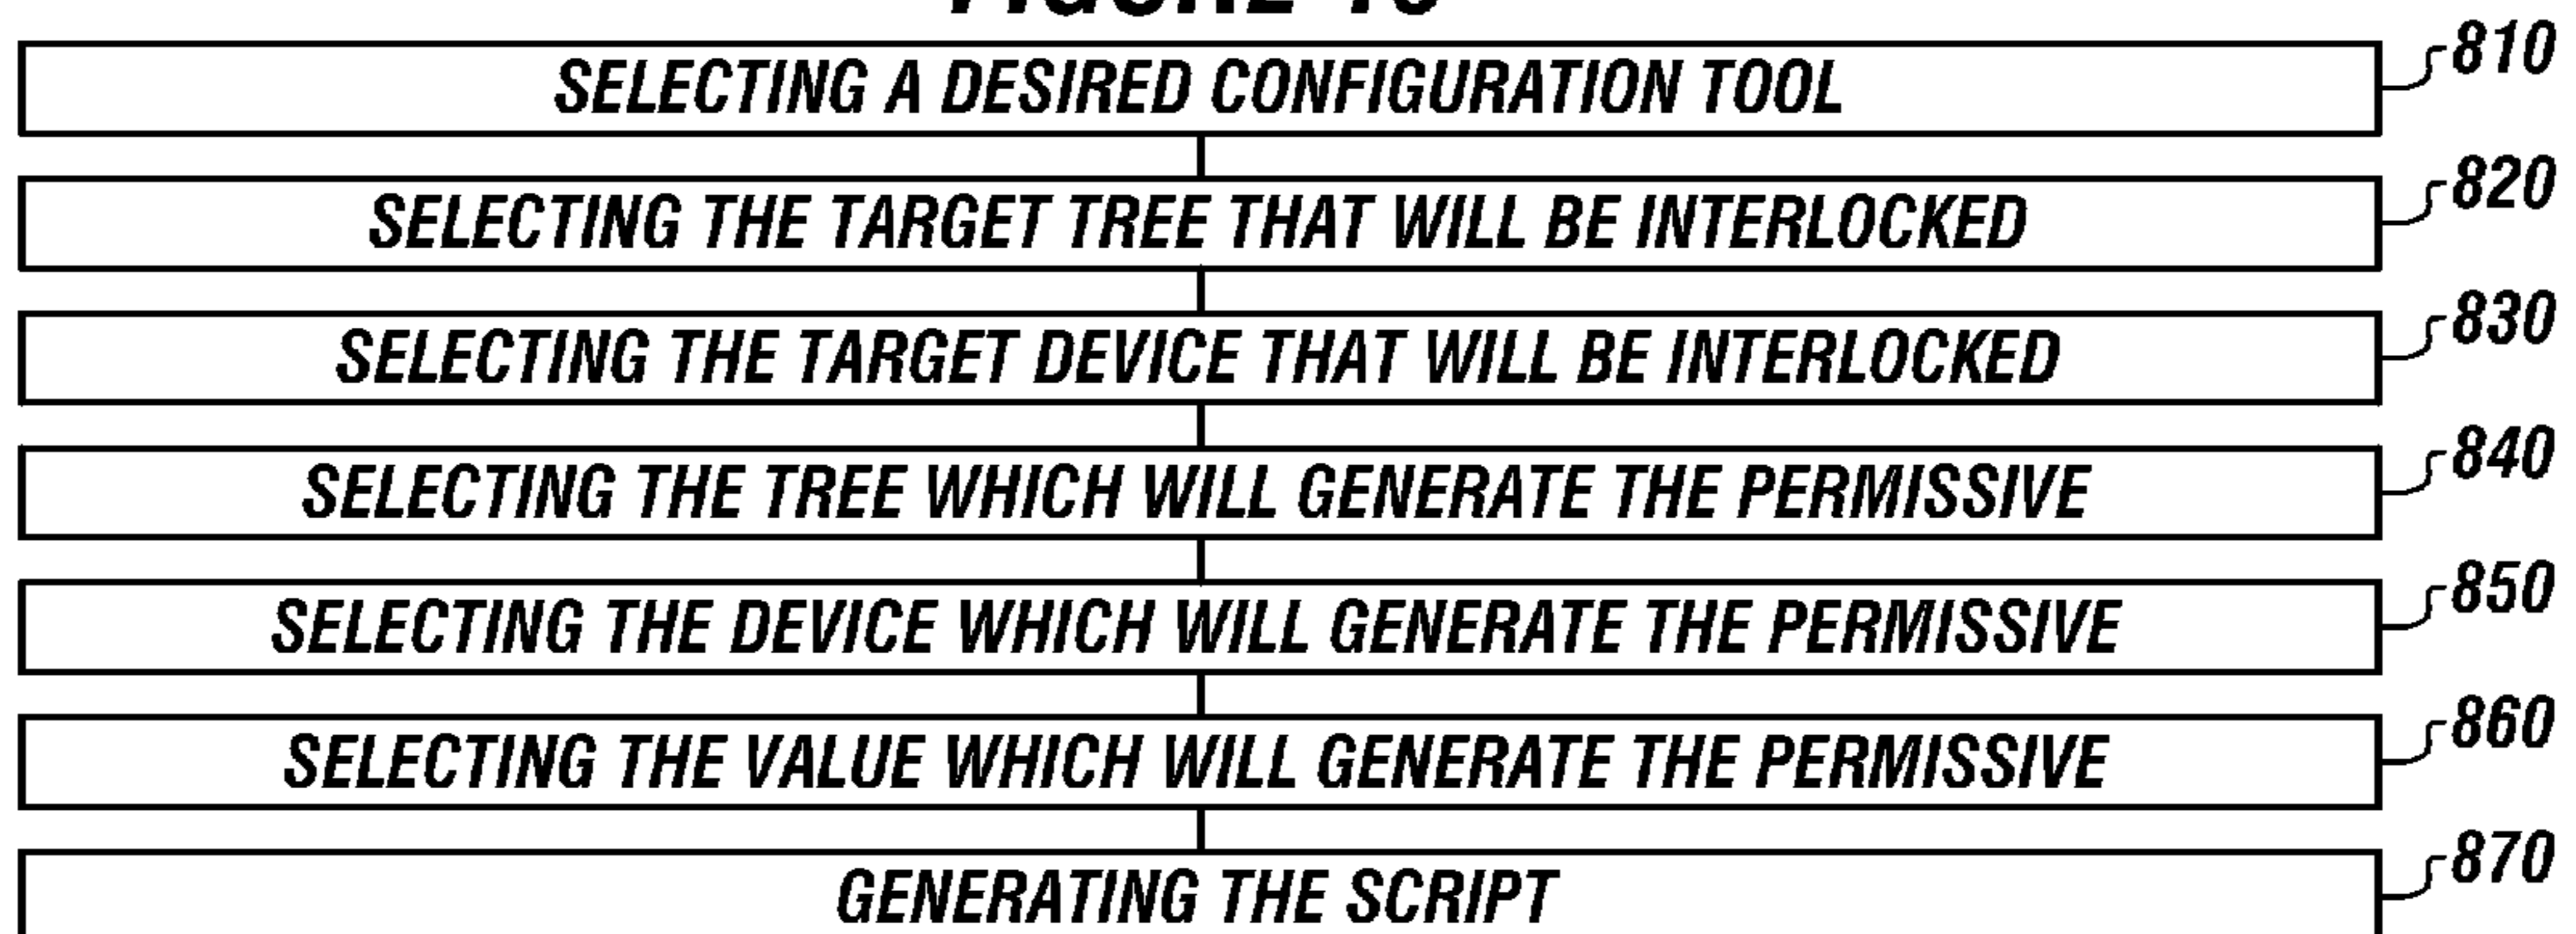 FIGURE
SELECTING A DESIRED CONFIGURATION TOOL 810
SELECTING THE TARGET TREE THAT WILL BE INTERLOCKED 820
SELECTING THE TARGET DEVICE THAT WILL BE INTERLOCKED 830
SELECTING THE TREE WHICH WILL GENERATE THE PERMISSIVE 840
SELECTING THE DEVICE WHICH WILL GENERATE THE PERMISSIVE 850
SELECTING THE VALUE WHICH WILL GENERATE THE PERMISSIVE 860
GENERATING THE SCRIPT 870